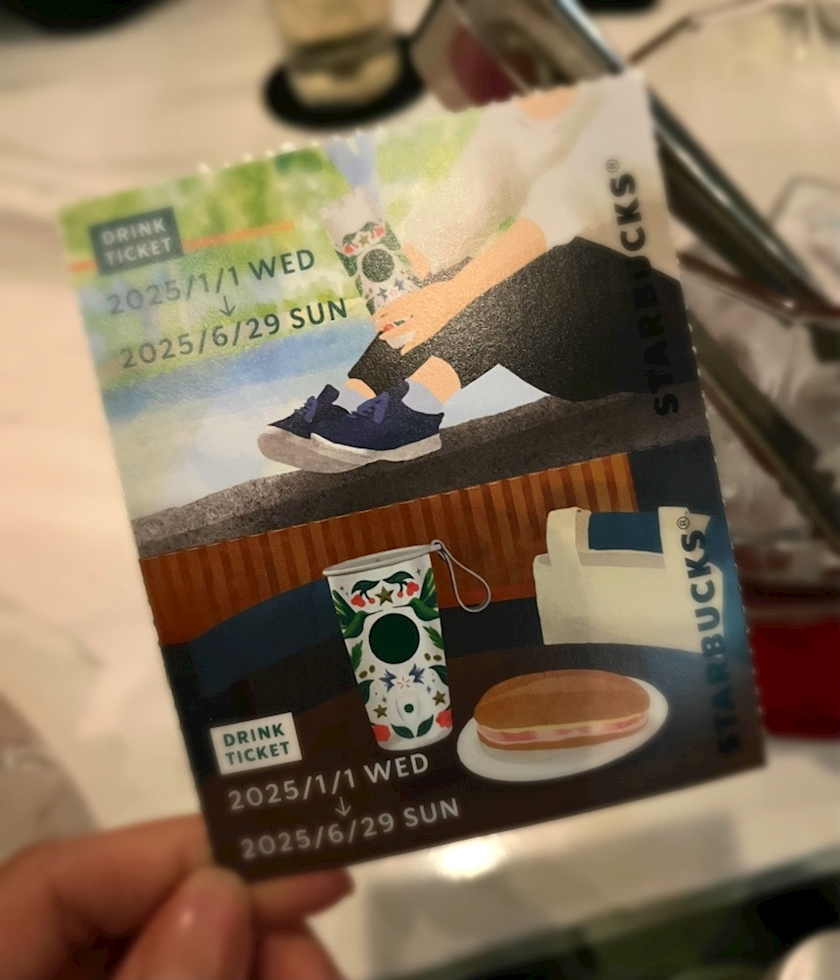 DRINK
TICKET
2025/1/1 WED
↓
2025/6/29 SUN
STARBUCKS®
DRINK
TICKET
2025/1/1 WED
↓
2025/6/29 SUN
STARBUCKS®